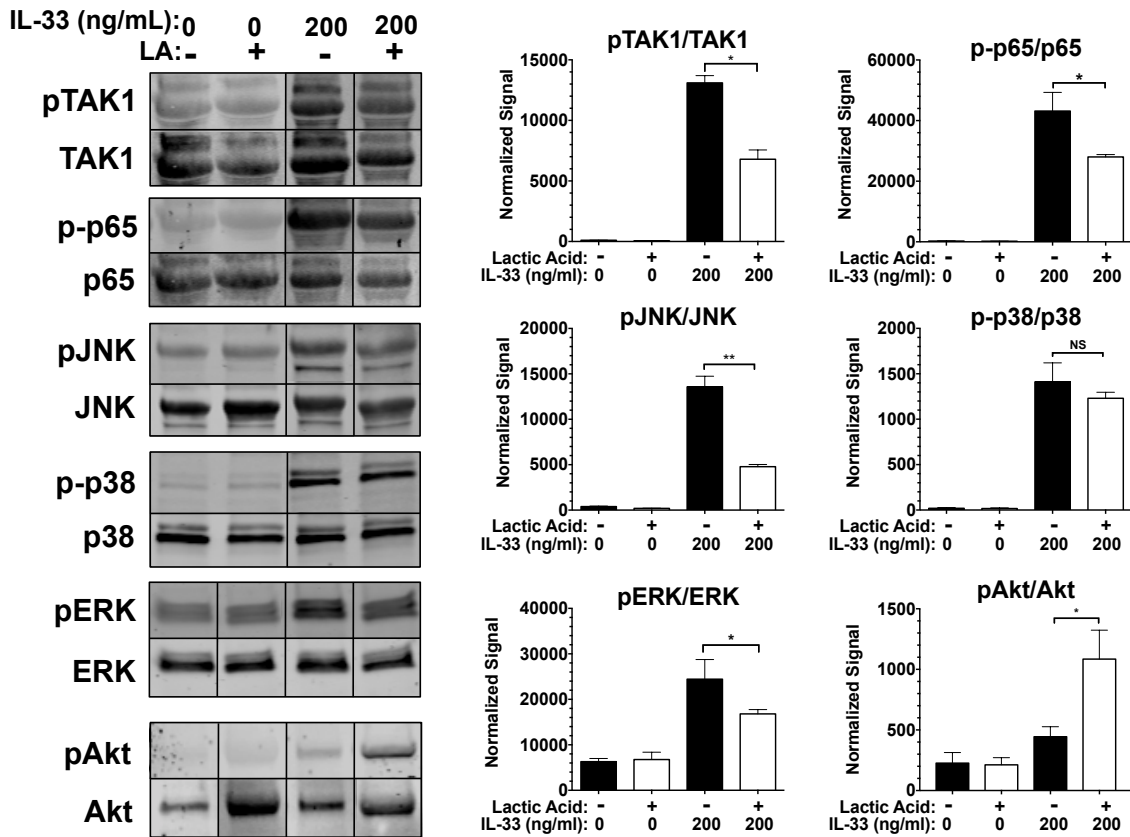 IL-33 (ng/mL): 0 0 200 200
LA: - + - +
pTAK1
TAK1
p-p65
p65
pJNK
JNK
p-p38
p38
pERK
ERK
pAkt
Akt
pTAK1/TAK1
Normalized Signal
15000
10000
5000
0
*
Lactic Acid: - + - +
IL-33 (ng/ml): 0 0 200 200
p-p65/p65
Normalized Signal
60000
40000
20000
0
*
Lactic Acid: - + - +
IL-33 (ng/ml): 0 0 200 200
pJNK/JNK
Normalized Signal
20000
15000
10000
5000
0
**
Lactic Acid: - + - +
IL-33 (ng/ml): 0 0 200 200
p-p38/p38
Normalized Signal
2000
1500
1000
500
0
NS
Lactic Acid: - + - +
IL-33 (ng/ml): 0 0 200 200
pERK/ERK
Normalized Signal
40000
30000
20000
10000
0
*
Lactic Acid: - + - +
IL-33 (ng/ml): 0 0 200 200
pAkt/Akt
Normalized Signal
1500
1000
500
0
*
Lactic Acid: - + - +
IL-33 (ng/ml): 0 0 200 200